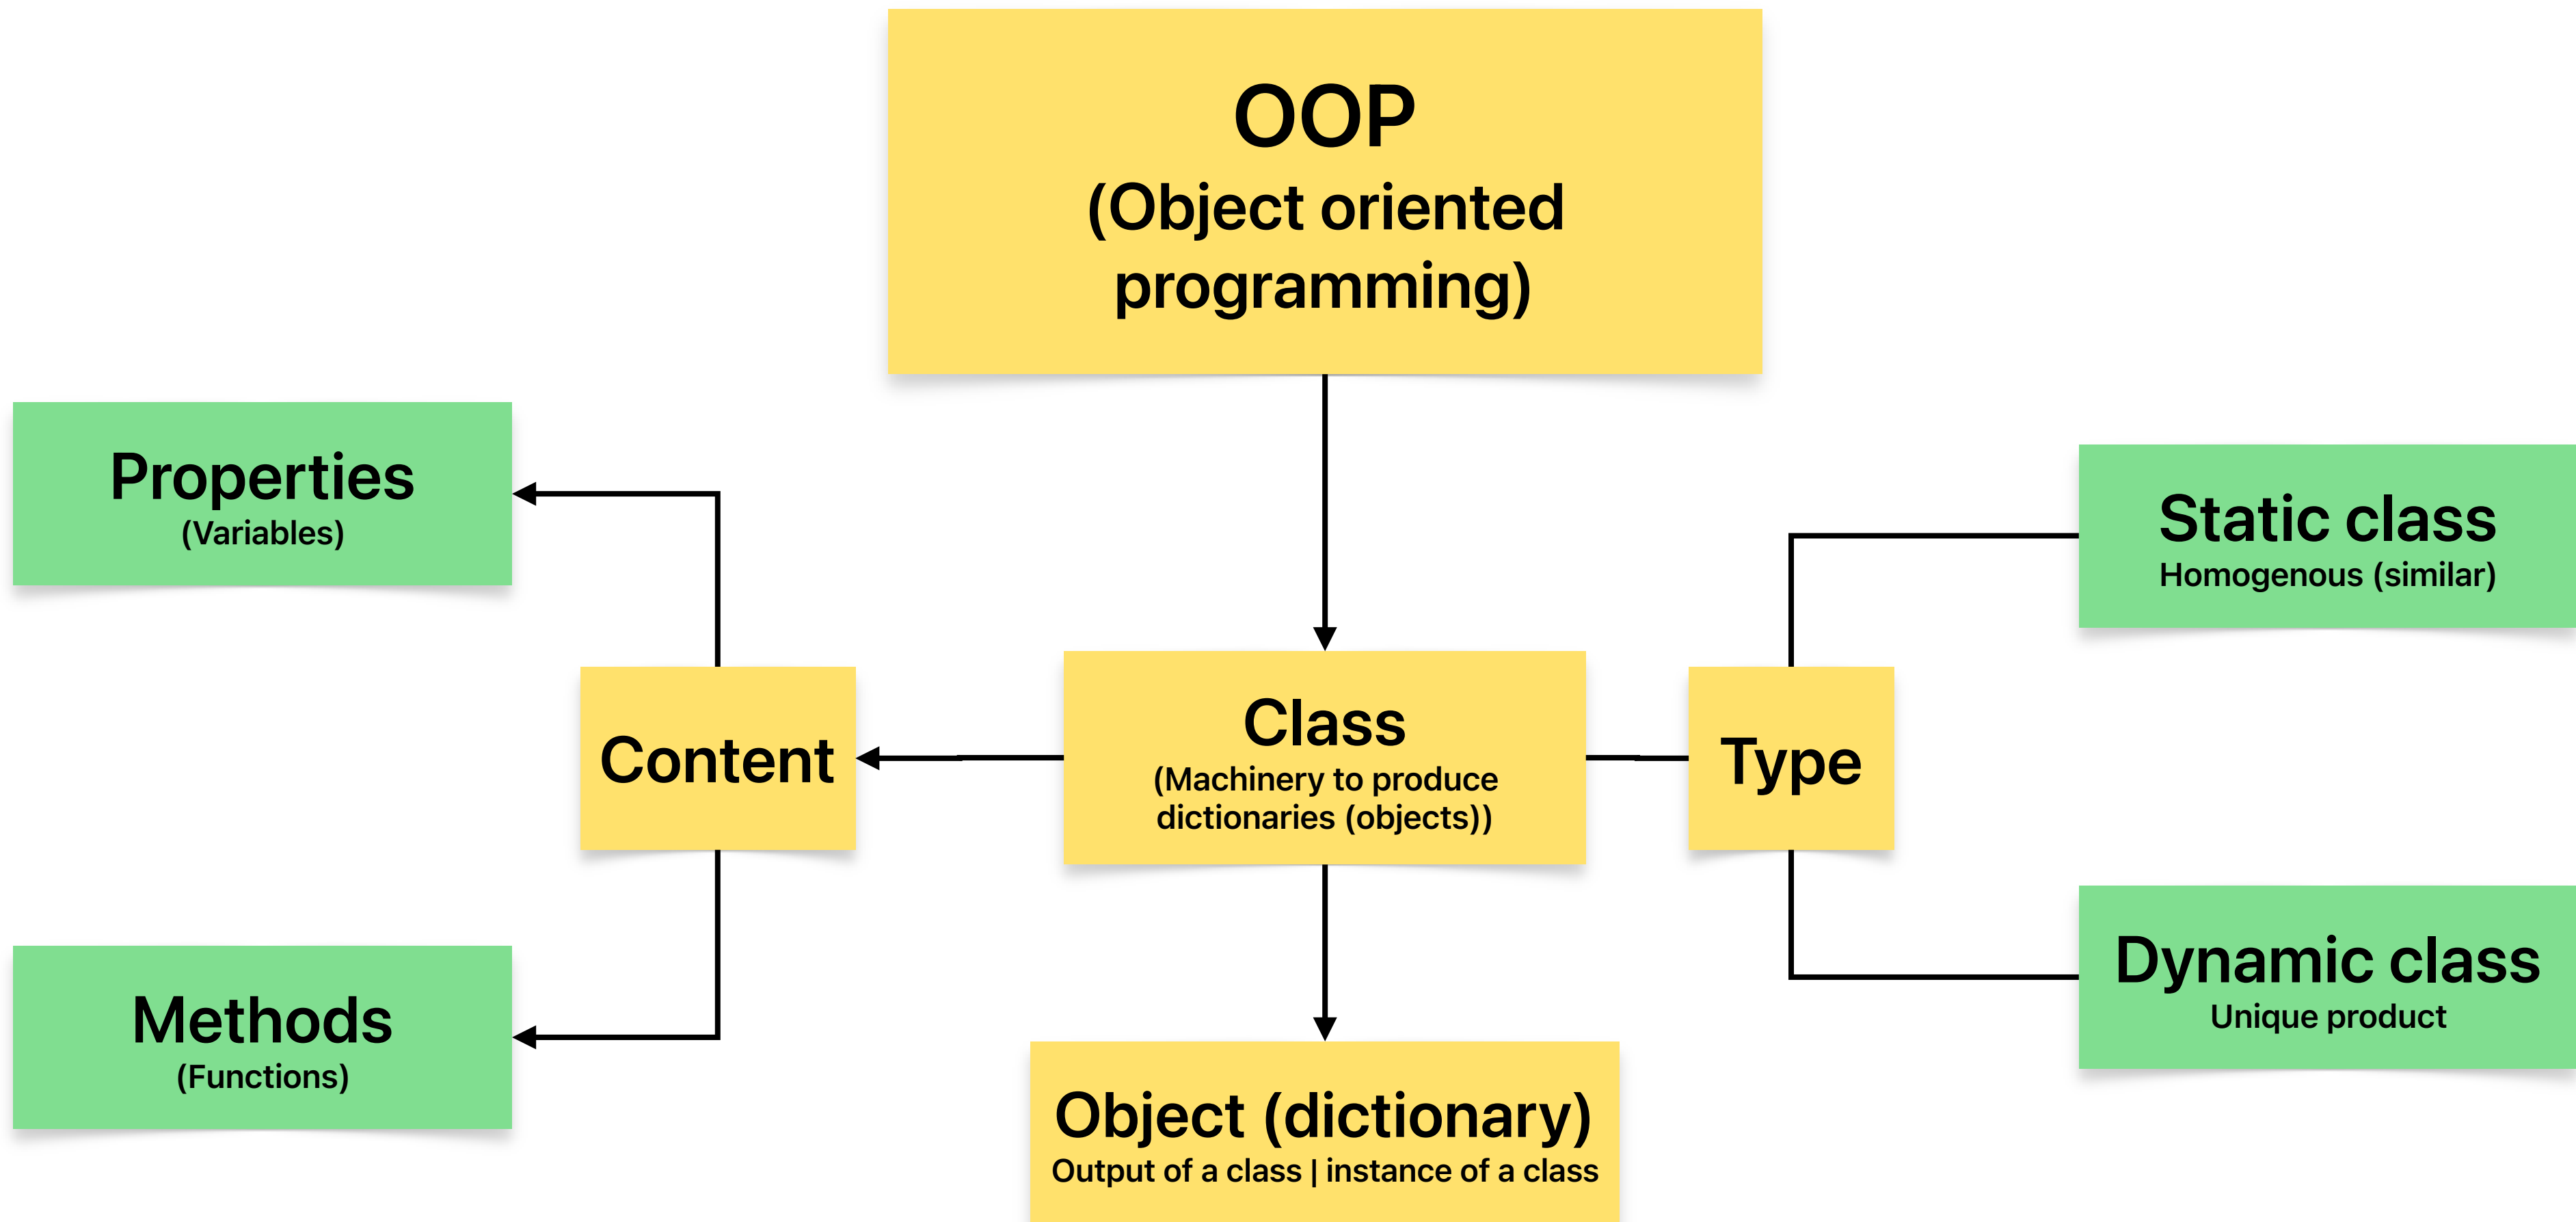 OOP
(Object oriented
programming)
Properties
(Variables)
Static class
Homogenous (similar)
Content
Class
(Machinery to produce
dictionaries (objects))
Type
Methods
(Functions)
Dynamic class
Unique product
Object (dictionary)
Output of a class | instance of a class